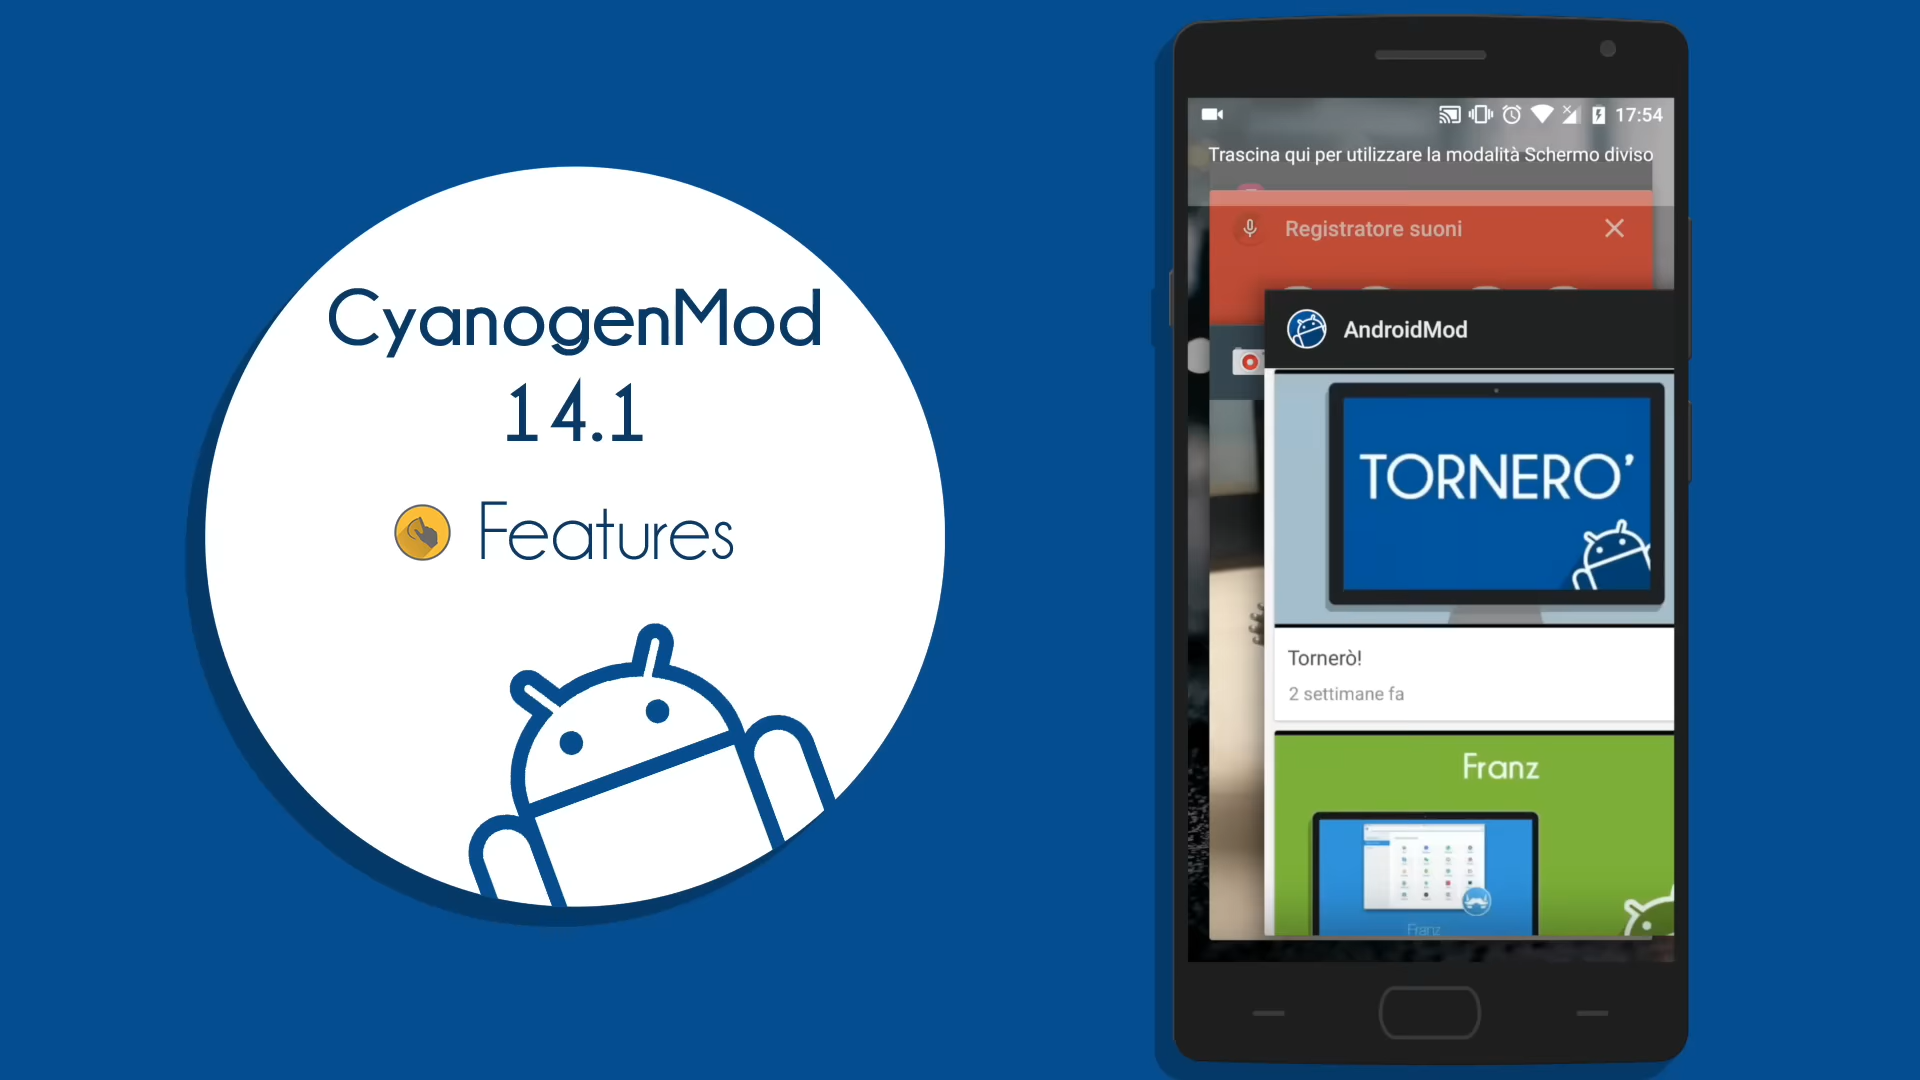 CyanogenMod
14.1
Features
17:54
Trascina qui per utilizzare la modalità Schermo diviso
Registratore suoni
AndroidMod
TORNERO'
Tornerò!
2 settimane fa
Franz
Franz